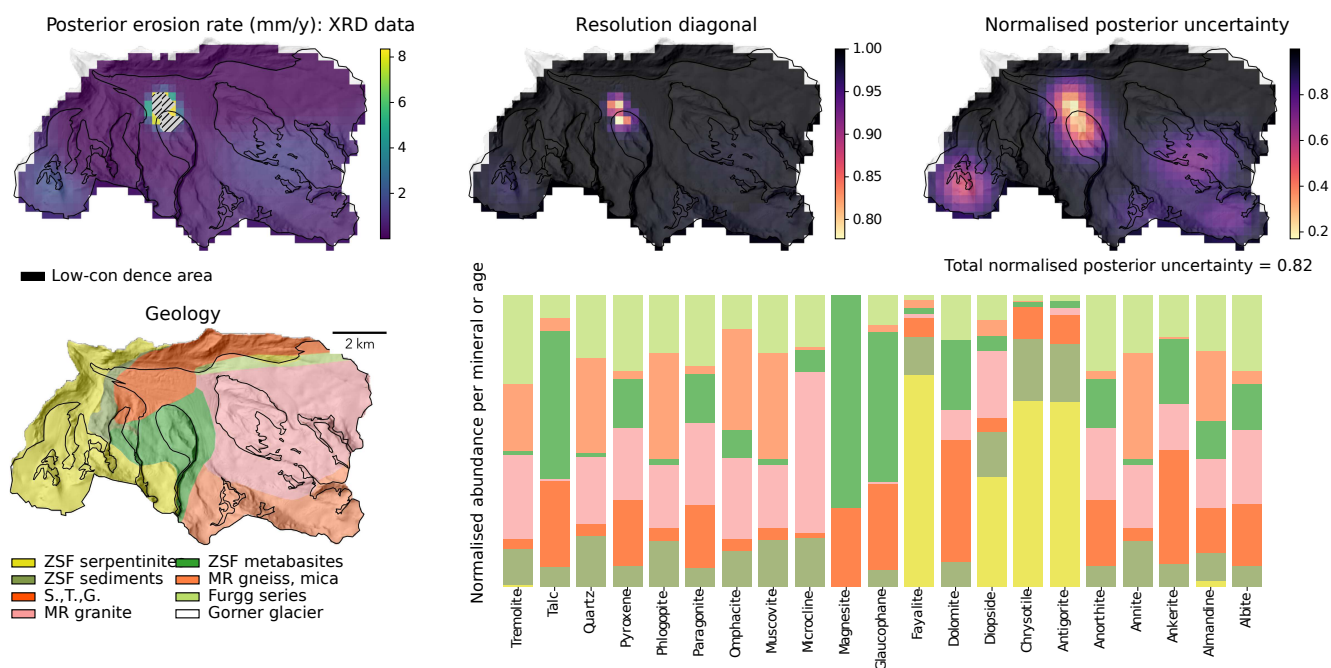 Posterior erosion rate (mm/y): XRD data
8
6
4
2
Resolution diagonal
1.00
0.95
0.90
0.85
0.80
Normalised posterior uncertainty
0.8
0.6
0.4
0.2
Low-con dence area
Total normalised posterior uncertainty = 0.82
Geology
2 km
ZSF serpentinite
ZSF sediments
S.,T.,G.
MR granite
ZSF metabasites
MR gneiss, mica
Furgg series
Gorner glacier
Normalised abundance per mineral or age
Tremolite
Talc
Quartz
Pyroxene
Phlogopite
Paragonite
Omphacite
Muscovite
Microcline
Magnesite
Glaucophane
Fayalite
Dolomite
Diopside
Chrysotile
Antigorite
Anorthite
Annite
Ankerite
Almandine
Albite